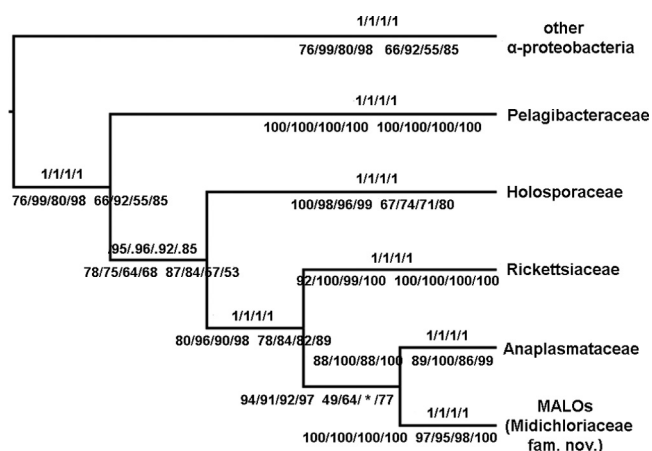 1/1/1/1
other
α-proteobacteria
76/99/80/98 66/92/55/85
1/1/1/1
Pelagibacteraceae
100/100/100/100 100/100/100/100
1/1/1/1
76/99/80/98 66/92/55/85
1/1/1/1
Holosporaceae
100/98/96/99 67/74/71/80
.95/.96/.92/.85
78/75/64/68 87/84/57/53
1/1/1/1
Rickettsiaceae
92/100/99/100 100/100/100/100
1/1/1/1
80/96/90/98 78/84/82/89
1/1/1/1
Anaplasmataceae
88/100/88/100 89/100/86/99
94/91/92/97 49/64/ * /77
1/1/1/1
MALOs
(Midichloriaceae
fam. nov.)
100/100/100/100 97/95/98/100